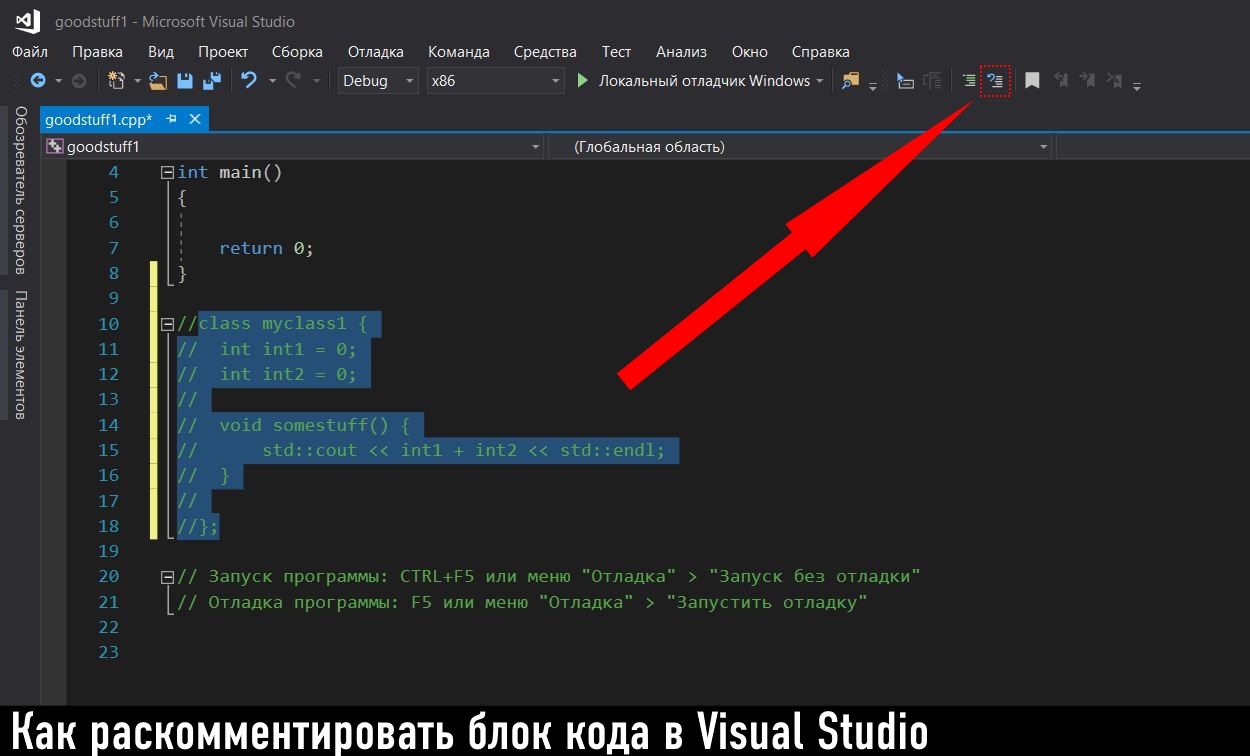 goodstuff1 - Microsoft Visual Studio
Файл Правка Вид Проект Сборка Отладка Команда Средства Тест Анализ Окно Справка
Debug x86 Локальный отладчик Windows
Обозреватель серверов
Панель элементов
goodstuff1.cpp*
goodstuff1 (Глобальная область)
4 int main()
5 {
6
7 return 0;
8 }
9
10 //class myclass1 {
11 // int int1 = 0;
12 // int int2 = 0;
13 //
14 // void somestuff() {
15 // std::cout << int1 + int2 << std::endl;
16 // }
17 //
18 //};
19
20 // Запуск программы: CTRL+F5 или меню "Отладка" > "Запуск без отладки"
21 // Отладка программы: F5 или меню "Отладка" > "Запустить отладку"
22
23
Как раскомментировать блок кода в Visual Studio